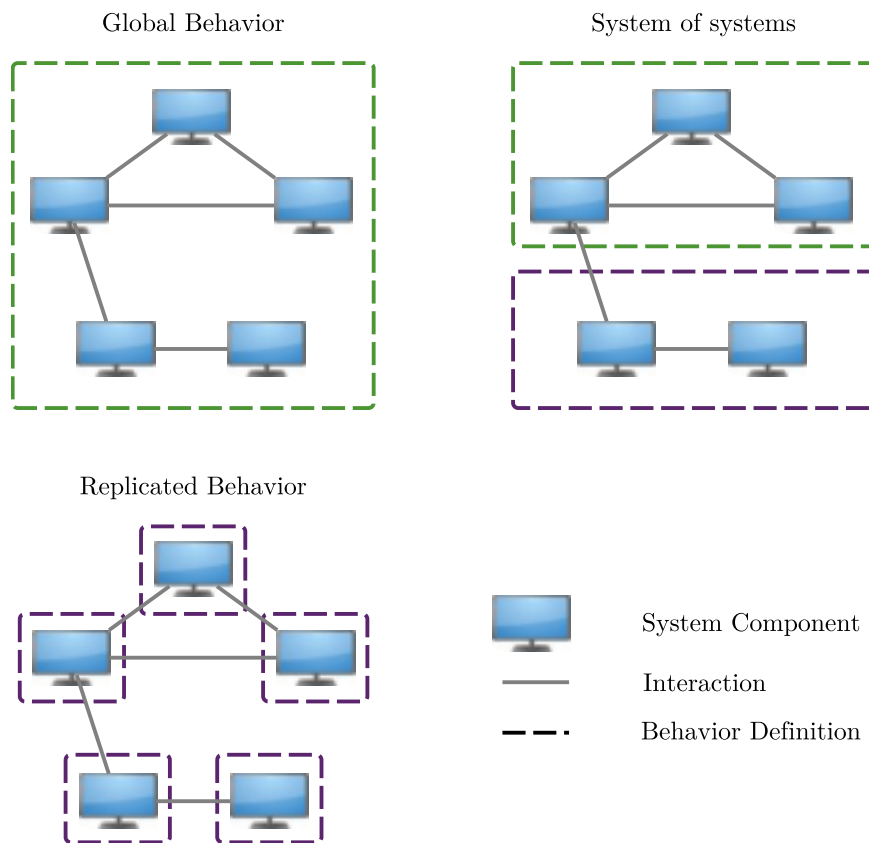 Global Behavior
System of systems
Replicated Behavior
System Component
Interaction
Behavior Definition